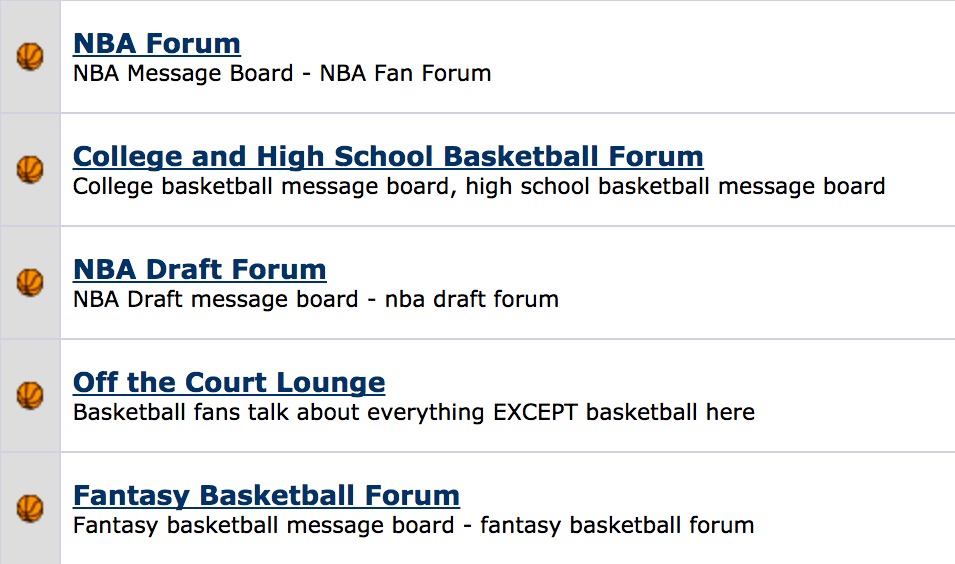 NBA Forum
NBA Message Board - NBA Fan Forum
College and High School Basketball Forum
College basketball message board, high school basketball message board
NBA Draft Forum
NBA Draft message board - nba draft forum
Off the Court Lounge
Basketball fans talk about everything EXCEPT basketball here
Fantasy Basketball Forum
Fantasy basketball message board - fantasy basketball forum